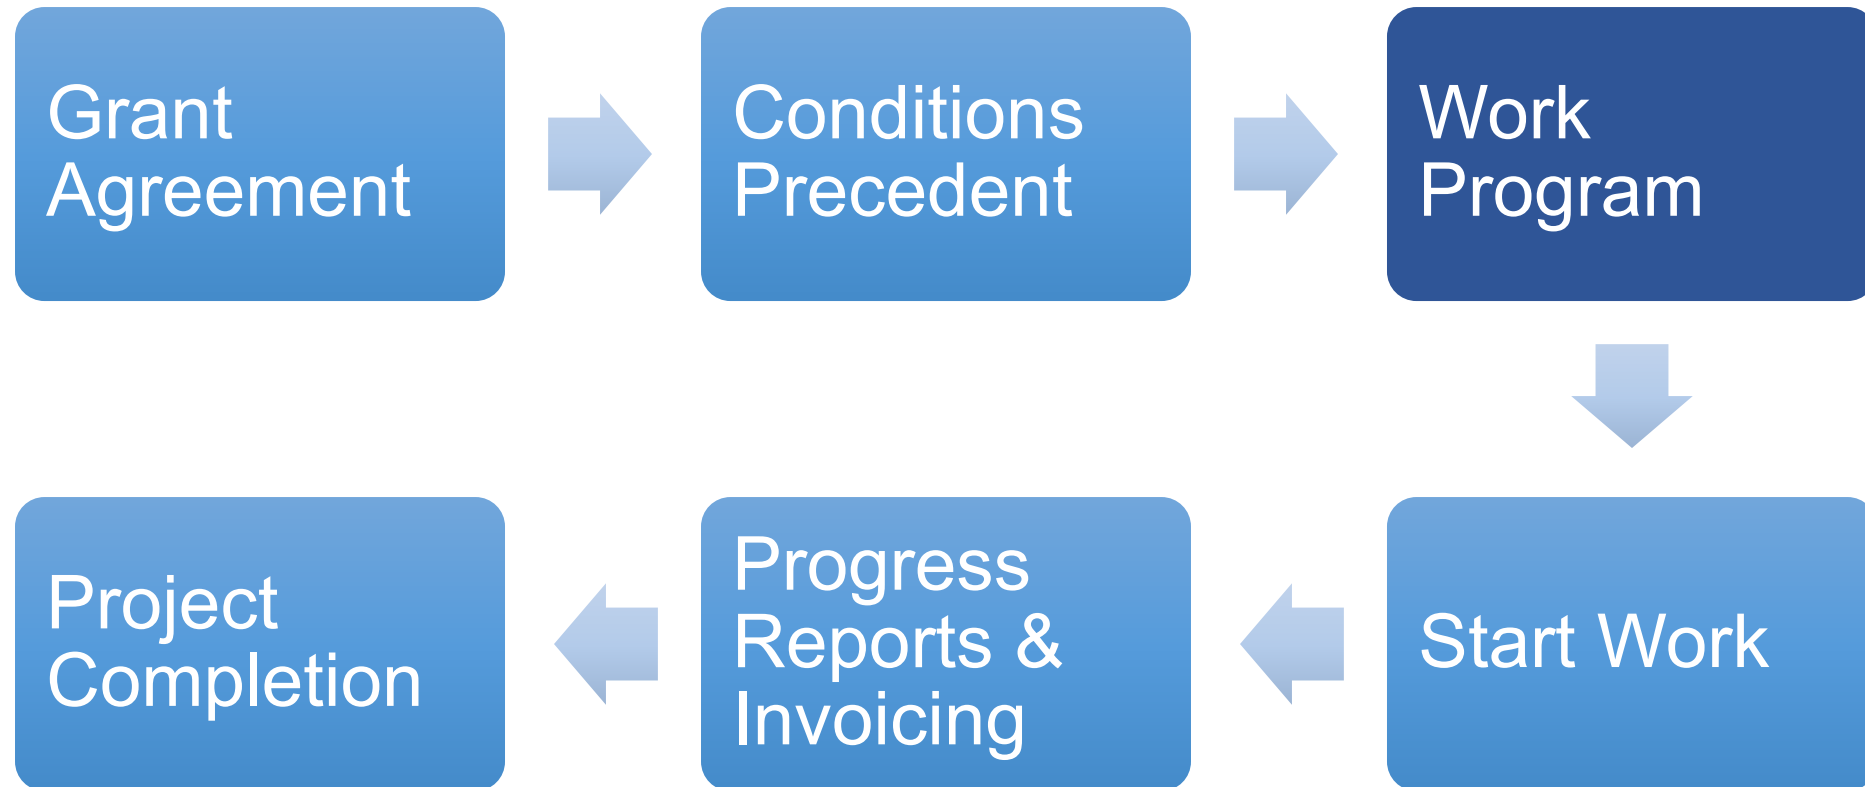 Grant
Agreement
Conditions
Precedent
Work
Program
Start Work
Progress
Reports &
Invoicing
Project
Completion